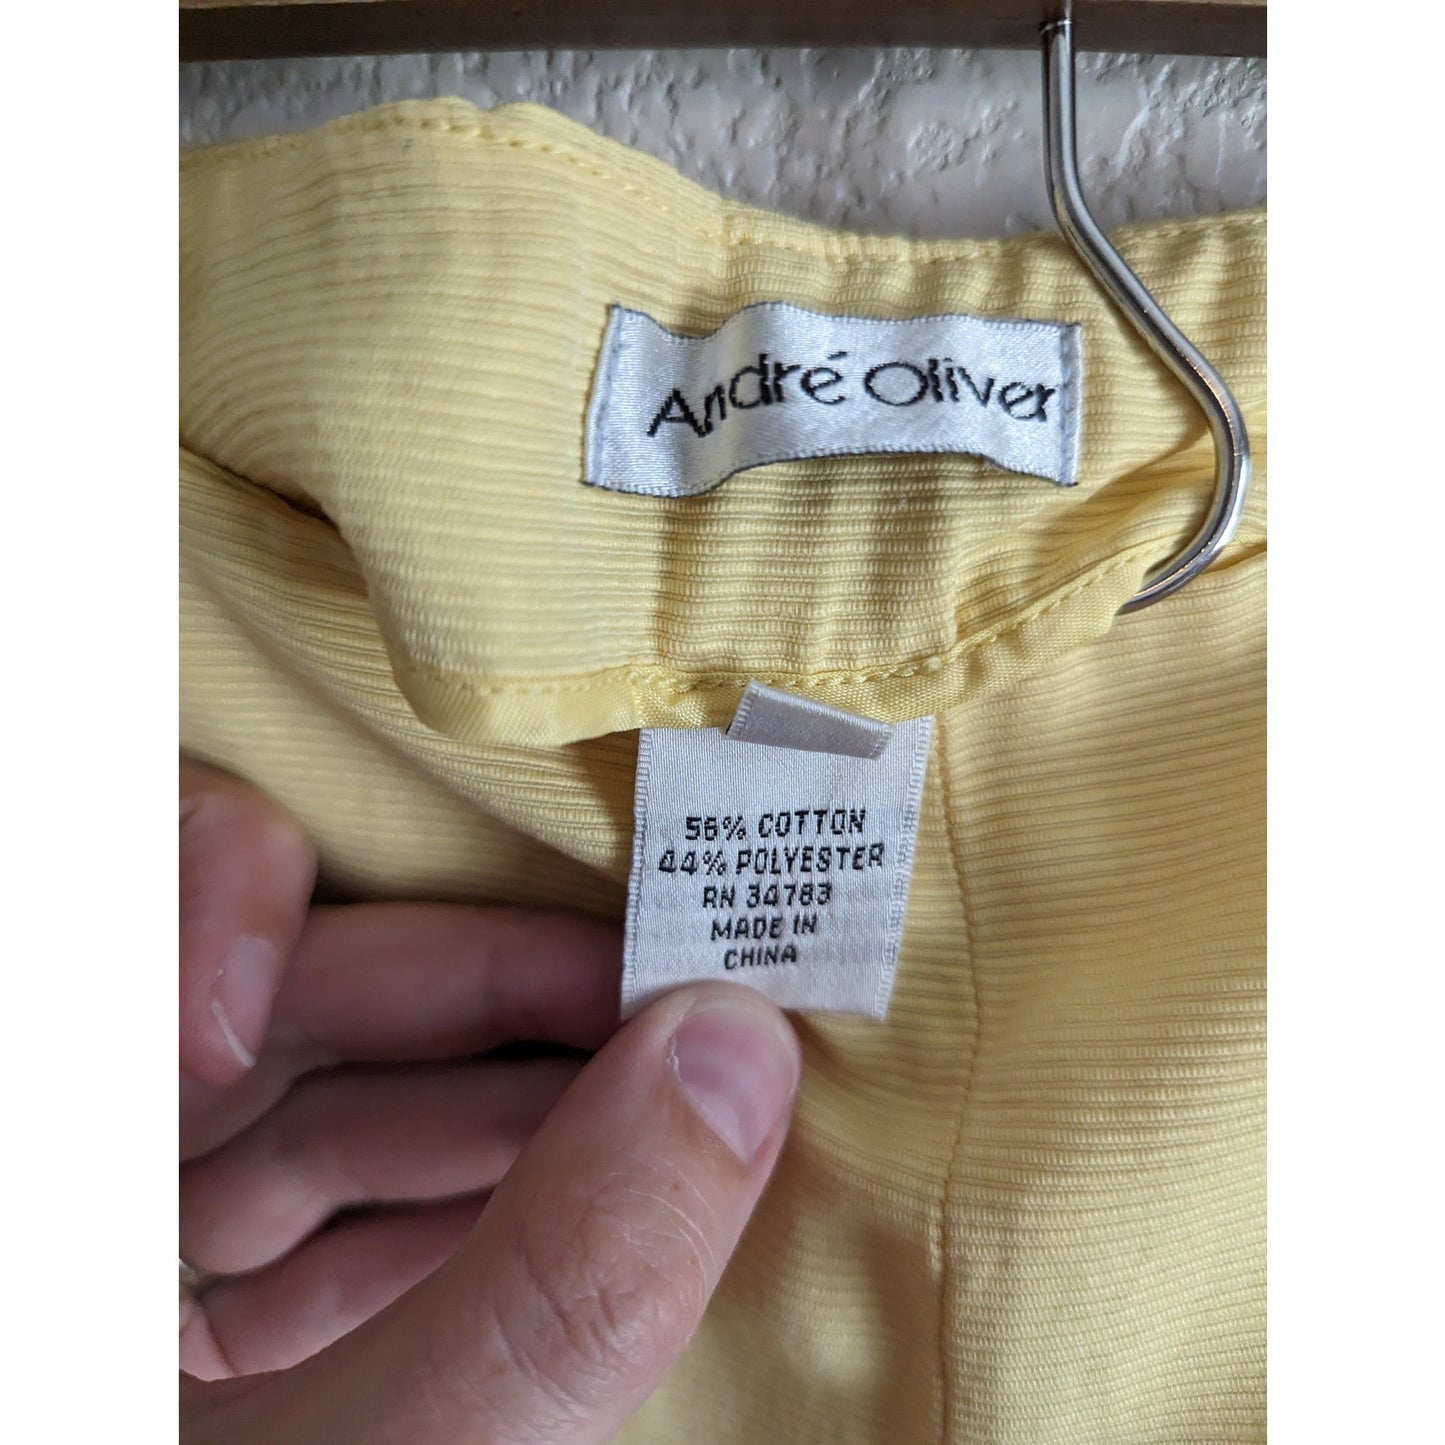 André Oliver
56% COTTON
44% POLYESTER
RN 34783
MADE IN
CHINA